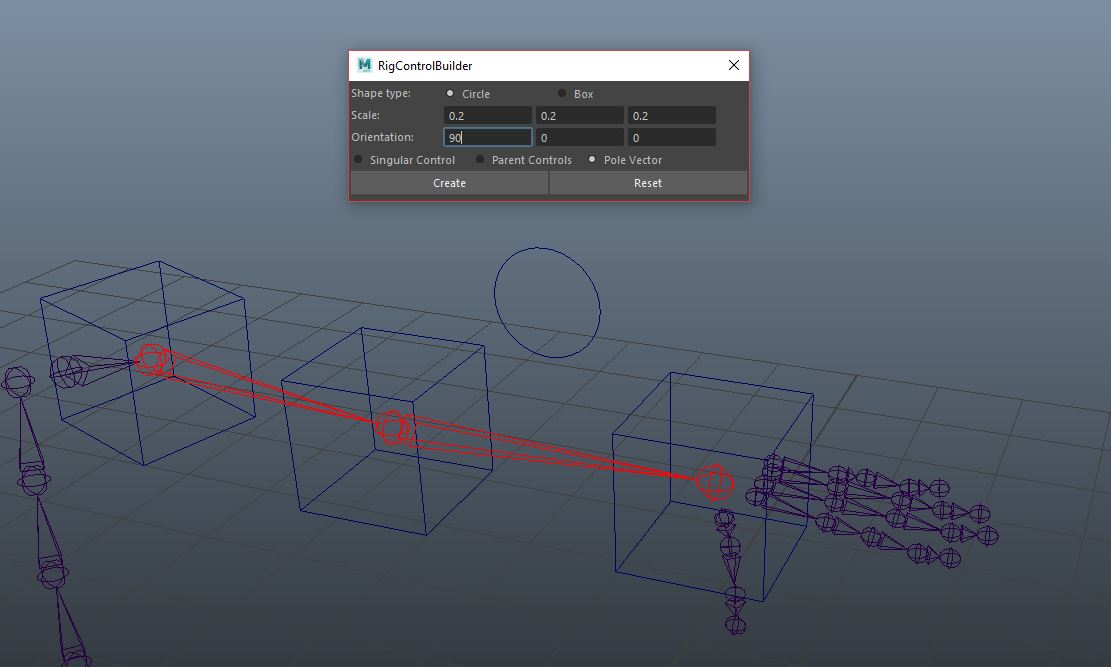 M RigControlBuilder
Shape type: Circle Box
Scale: 0.2 0.2 0.2
Orientation: 90 0 0
Singular Control Parent Controls Pole Vector
Create Reset